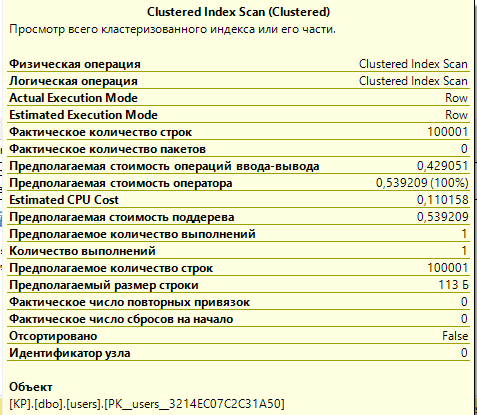 Clustered Index Scan (Clustered)
Просмотр всего кластеризованного индекса или его части.
Физическая операция Clustered Index Scan
Логическая операция Clustered Index Scan
Actual Execution Mode Row
Estimated Execution Mode Row
Фактическое количество строк 100001
Фактическое количество пакетов 0
Предполагаемая стоимость операций ввода-вывода 0,429051
Предполагаемая стоимость оператора 0,539209 (100%)
Estimated CPU Cost 0,110158
Предполагаемая стоимость поддерева 0,539209
Предполагаемое количество выполнений 1
Количество выполнений 1
Предполагаемое количество строк 100001
Предполагаемый размер строки 113 Б
Фактическое число повторных привязок 0
Фактическое число сбросов на начало 0
Отсортировано False
Идентификатор узла 0
Объект
[KP].[dbo].[users].[PK__users__3214EC07C2C31A50]